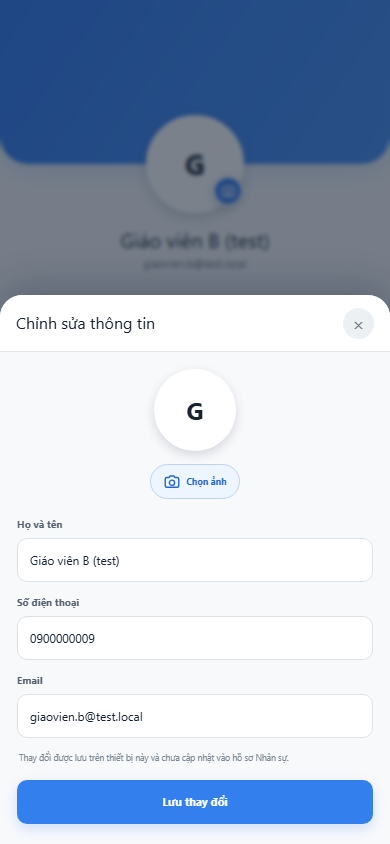 G
Giáo viên B (test)
giaovien.b@test.local
Chỉnh sửa thông tin
G
Chọn ảnh
Họ và tên
Giáo viên B (test)
Số điện thoại
0900000009
Email
giaovien.b@test.local
Thay đổi được lưu trên thiết bị này và chưa cập nhật vào hồ sơ Nhân sự.
Lưu thay đổi